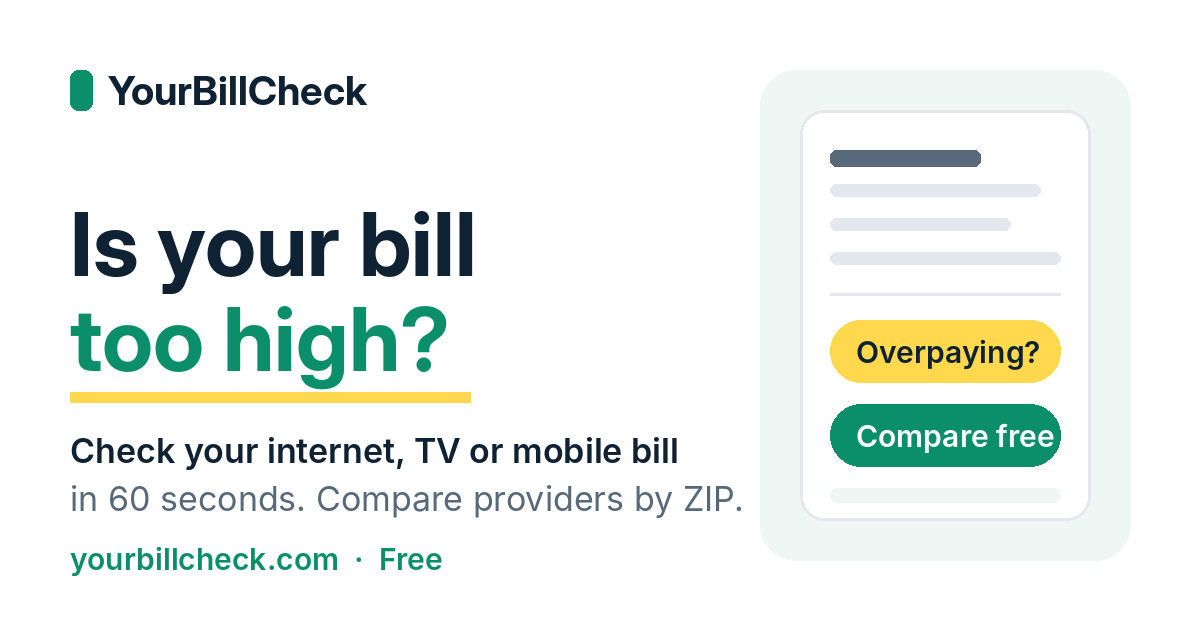 YourBillCheck
Is your bill
too high?
Check your internet, TV or mobile bill
in 60 seconds. Compare providers by ZIP.
yourbillcheck.com · Free
Overpaying?
Compare free